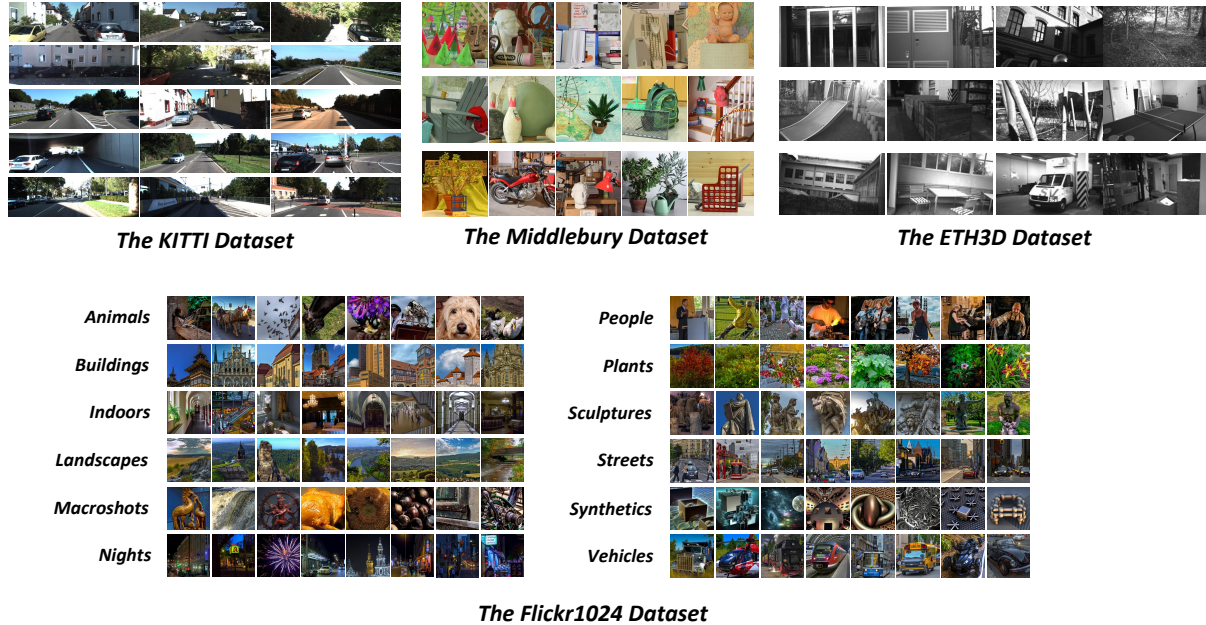 The KITTI Dataset
The Middlebury Dataset
The ETH3D Dataset
Animals
Buildings
Indoors
Landscapes
Macroshots
Nights
People
Plants
Sculptures
Streets
Synthetics
Vehicles
The Flickr1024 Dataset